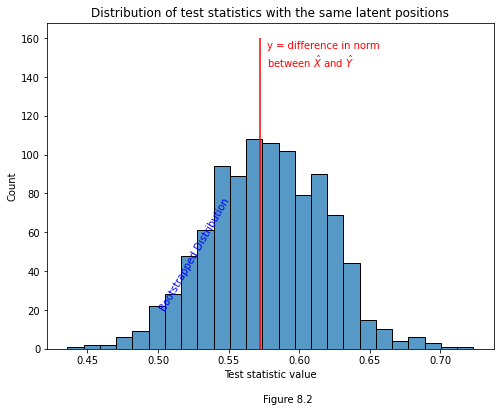 Distribution of test statistics with the same latent positions
160
140
120
100
80
60
40
20
0
Count
y = difference in norm
between X̂ and Ŷ
Bootstrapped Distribution
0.45 0.50 0.55 0.60 0.65 0.70
Test statistic value
Figure 8.2